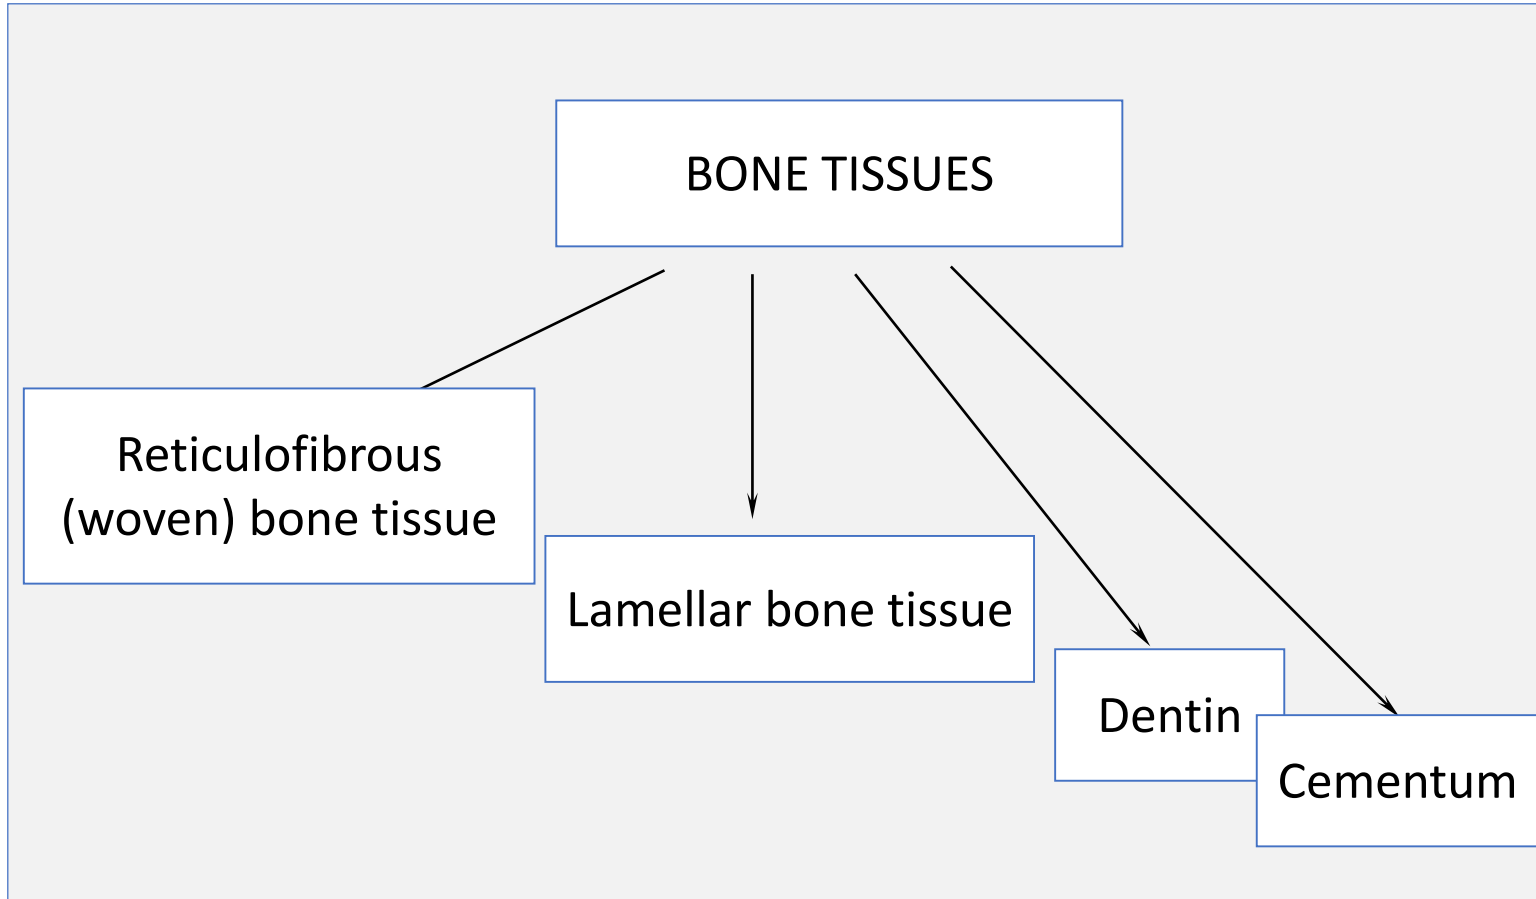 BONE TISSUES
Reticulofibrous
(woven) bone tissue
Lamellar bone tissue
Dentin
Cementum